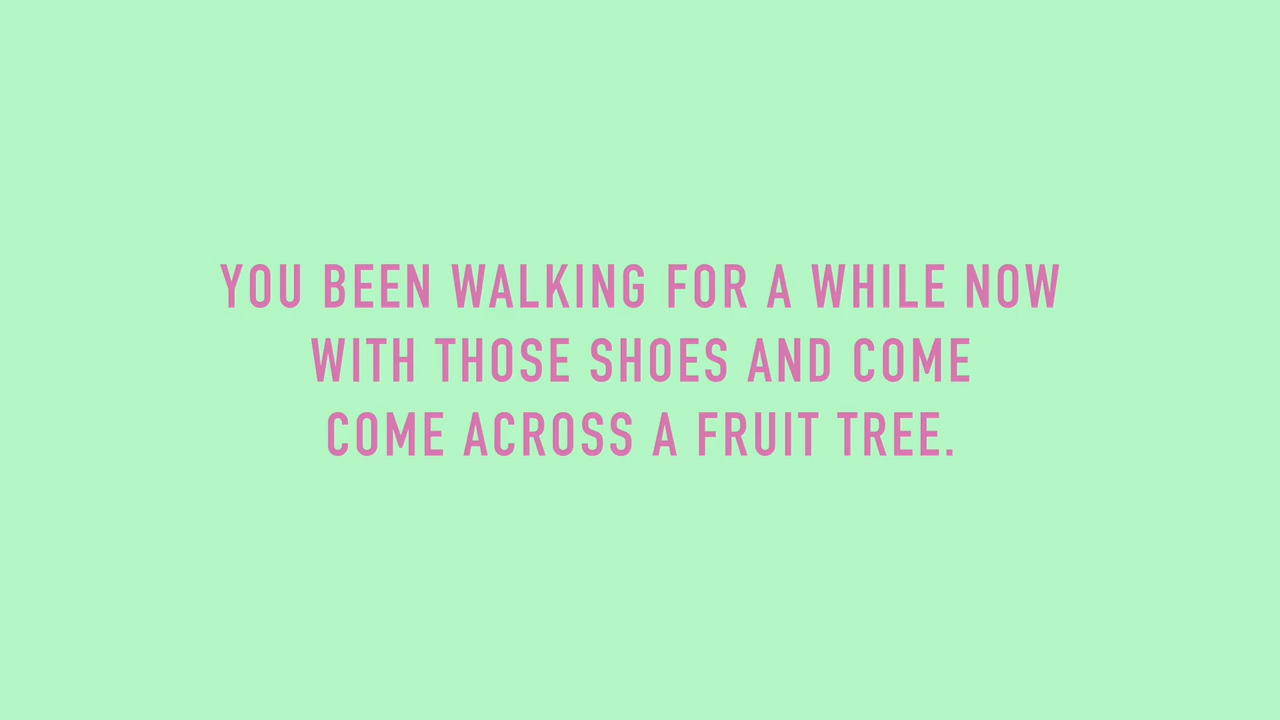 YOU BEEN WALKING FOR A WHILE NOW
WITH THOSE SHOES AND COME
COME ACROSS A FRUIT TREE.